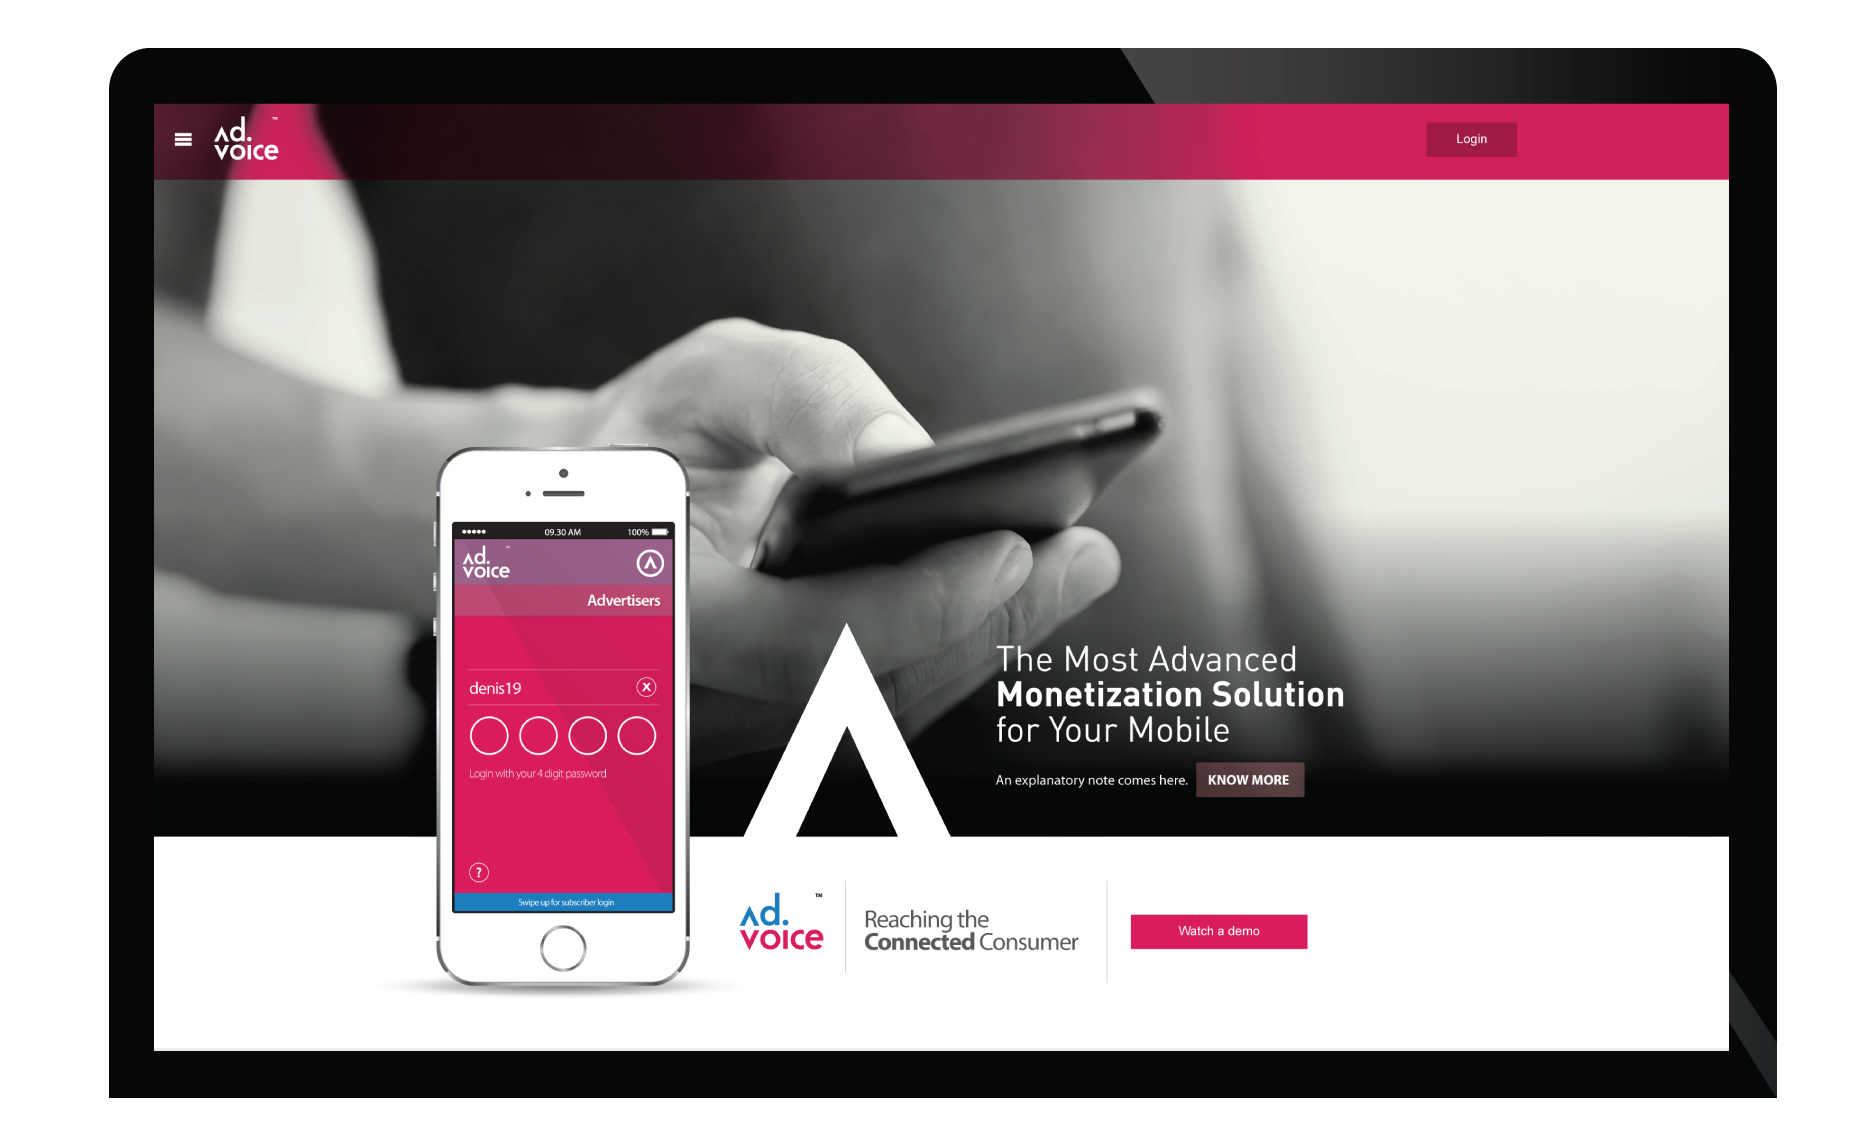 Ad.
voice
™
Login
09.30 AM
100%
Ad.
voice
™
Advertisers
denis19
X
Login with your 4 digit password
?
Swipe up for subscriber login
The Most Advanced
Monetization Solution
for Your Mobile
An explanatory note comes here.
KNOW MORE
Ad.
voice
™
Reaching the
Connected Consumer
Watch a demo